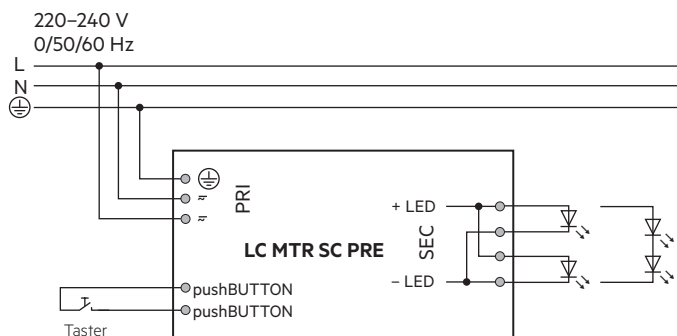 220–240 V
0/50/60 Hz
L
N
PRI
+ LED
SEC
LC MTR SC PRE
– LED
pushBUTTON
pushBUTTON
Taster